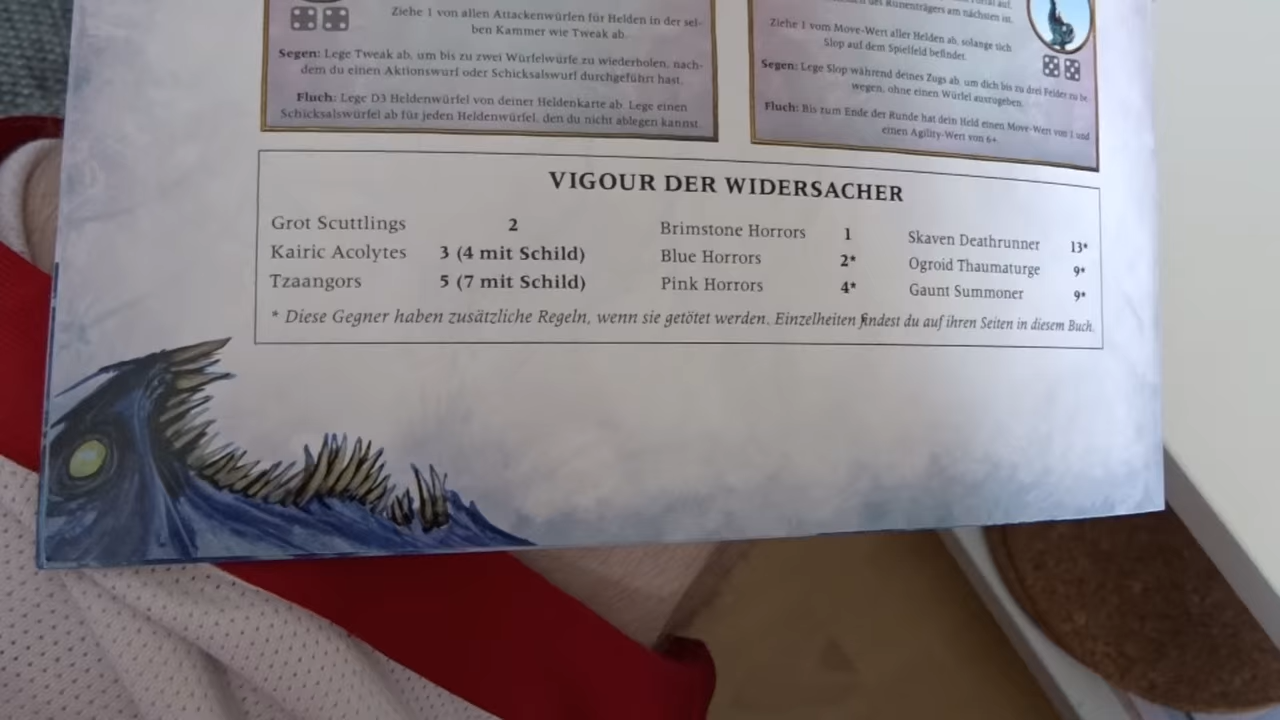 Ziehe 1 von allen Attackenwürfen für Helden in der sel-
ben Kammer wie Tweak ab.
Segen: Lege Tweak ab, um bis zu zwei Würfelwürfe zu wiederholen, nach-
dem du einen Aktionswurf oder Schicksalswurf durchgeführt hast.
Fluch: Lege D3 Heldenwürfel von deiner Heldenkarte ab. Lege einen
Schicksalswürfel ab für jeden Heldenwürfel, den du nicht ablegen kannst.
des Runenträgers am nächsten ist.
Ziehe 1 vom Move-Wert aller Helden ab, solange sich
Slop auf dem Spielfeld befindet.
Segen: Lege Slop während deines Zugs ab, um dich bis zu drei Felder zu be-
wegen, ohne einen Würfel auszugeben.
Fluch: Bis zum Ende der Runde hat dein Held einen Move-Wert von 1 und
einen Agility-Wert von 6+.
VIGOUR DER WIDERSACHER
Grot Scuttlings 2
Kairic Acolytes 3 (4 mit Schild)
Tzaangors 5 (7 mit Schild)
Brimstone Horrors 1
Blue Horrors 2*
Pink Horrors 4*
Skaven Deathrunner 13*
Ogroid Thaumaturge 9*
Gaunt Summoner 9*
* Diese Gegner haben zusätzliche Regeln, wenn sie getötet werden. Einzelheiten findest du auf ihren Seiten in diesem Buch.